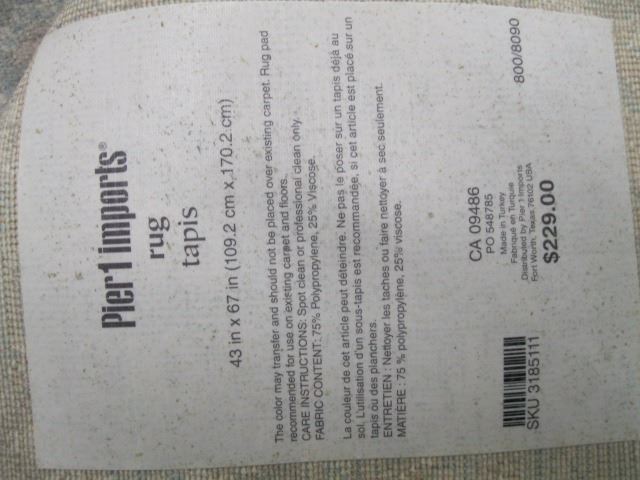 Pier 1 imports®
rug
tapis
43 in x 67 in (109.2 cm x 170.2 cm)
The color may transfer and should not be placed over existing carpet. Rug pad
recommended for use on existing carpet and floors.
CARE INSTRUCTIONS: Spot clean or professional clean only.
FABRIC CONTENT: 75% Polypropylene, 25% Viscose.
La couleur de cet article peut déteindre. Ne pas le poser sur un tapis déjà au
sol. L'utilisation d'un sous-tapis est recommandée, si cet article est placé sur un
tapis ou des planchers.
ENTRETIEN : Nettoyer les taches ou faire nettoyer à sec seulement.
MATIÈRE : 75 % polypropylène, 25% viscose.
CA 09486
PO 548785
Made in Turkey
Fabriqué en Turquie
Distributed by Pier 1 Imports
Fort Worth, Texas 76102 USA
$229.00
800/8090
SKU 3185111